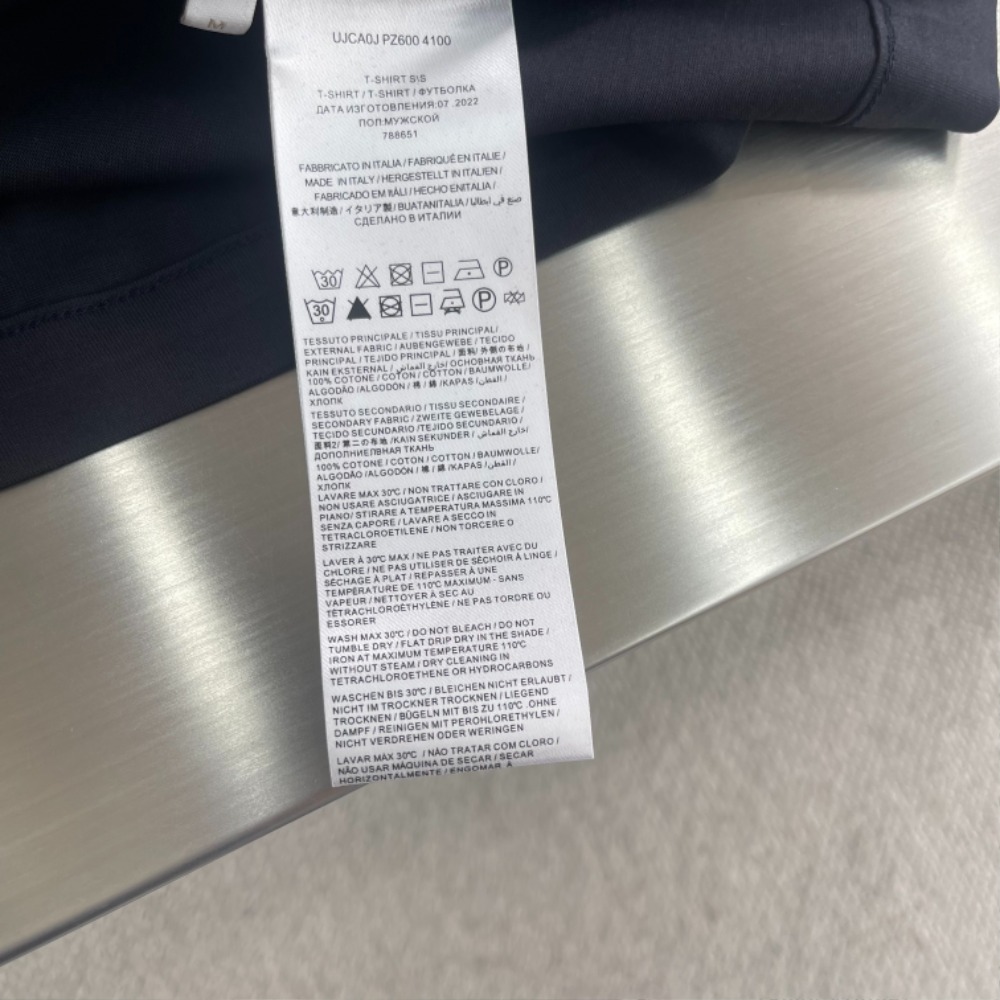 M
UJCA0J PZ600 4100
T-SHIRT S\S
T-SHIRT / T-SHIRT / ФУТБОЛКА
ДАТА ИЗГОТОВЛЕНИЯ:07 .2022
ПОЛ:МУЖСКОЙ
788651
FABBRICATO IN ITALIA / FABRIQUÉ EN ITALIE /
MADE IN ITALY / HERGESTELLT IN ITALIEN /
FABRICADO EM ITÁLI / HECHO ENITALIA /
意大利制造 / イタリア製 / BUATANITALIA / صنع في ايطاليا
СДЕЛАНО В ИТАЛИИ
30 P
30 P
TESSUTO PRINCIPALE / TISSU PRINCIPAL/
EXTERNAL FABRIC / AUBENGEWEBE / TECIDO
PRINCIPAL / TEJIDO PRINCIPAL / 面料/ 外側の布地 /
KAIN EKSTERNAL / خارج القماش/ ОСНОВНАЯ ТКАНЬ
100% COTONE / COTON / COTTON / BAUMWOLLE/
ALGODÃO /ALGODÓN / 棉 / 綿 /KAPAS /القطن /
ХЛОПК
TESSUTO SECONDARIO / TISSU SECONDAIRE /
SECONDARY FABRIC / ZWEITE GEWEBELAGE /
TECIDO SECUNDARIO /TEJIDO SECUNDARIO /
面料2/ 第二の布地 /KAIN SEKUNDER / خارج القماش/
ДОПОЛНИЕЛВНАЯ ТКАНЬ
100% COTONE / COTON / COTTON / BAUMWOLLE/
ALGODÃO /ALGODÓN / 棉 / 綿 /KAPAS /القطن /
ХЛОПК
LAVARE MAX 30℃ / NON TRATTARE CON CLORO /
NON USARE ASCIUGATRICE / ASCIUGARE IN
PIANO/ STIRARE A TEMPERATURA MASSIMA 110℃
SENZA CAPORE / LAVARE A SECCO IN
TETRACLOROETILENE / NON TORCERE O
STRIZZARE
LAVER À 30℃ MAX / NE PAS TRAITER AVEC DU
CHLORE / NE PAS UTILISER DE SÉCHOIR À LINGE /
SÉCHAGE À PLAT / REPASSER À UNE
TEMPÉRATURE DE 110℃ MAXIMUM - SANS
VAPEUR / NETTOYER À SEC AU
TÉTRACHLOROÉTHYLÈNE / NE PAS TORDRE OU
ESSORER
WASH MAX 30℃ / DO NOT BLEACH / DO NOT
TUMBLE DRY / FLAT DRIP DRY IN THE SHADE /
IRON AT MAXIMUM TEMPERATURE 110℃
WITHOUT STEAM / DRY CLEANING IN
TETRACHLOROETHENE OR HYDROCARBONS
WASCHEN BIS 30℃ / BLEICHEN NICHT ERLAUBT /
NICHT IM TROCKNER TROCKNEN / LIEGEND
TROCKNEN / BÜGELN MIT BIS ZU 110℃ .OHNE
DAMPF / REINIGEN MIT PEROHLORETHYLEN /
NICHT VERDREHEN ODER WERINGEN
LAVAR MÁX 30℃ / NÃO TRATAR COM CLORO /
NÃO USAR MÁQUINA DE SECAR / SECAR
HORIZONTALMENTE / ENGOMAR A